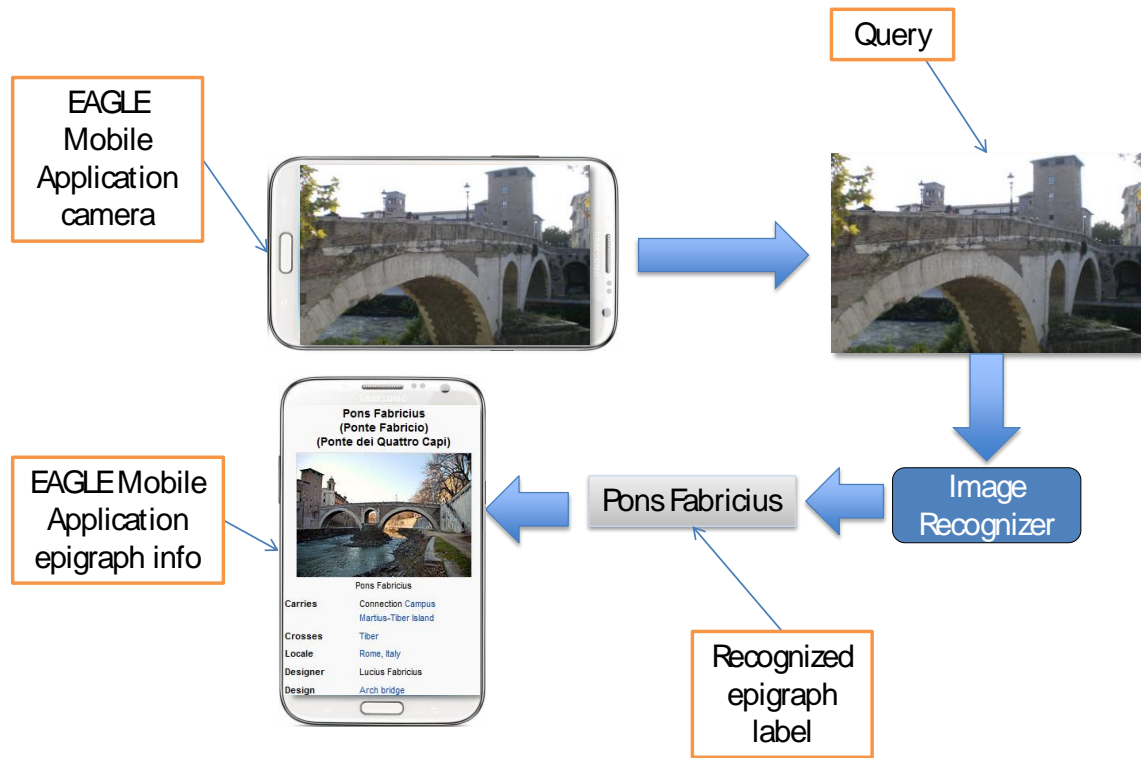 Query
EAGLE
Mobile
Application
camera
Pons Fabricius
(Ponte Fabricio)
(Ponte dei Quattro Capi)
EAGLE Mobile
Application
epigraph info
Pons Fabricius
Image
Recognizer
Pons Fabricius
Carries Connection Campus
Martius-Tiber Island
Crosses Tiber
Locale Rome, Italy
Designer Lucius Fabricius
Design Arch bridge
Recognized
epigraph
label